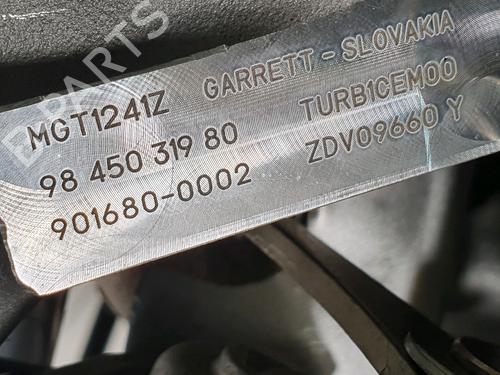 B-PARTS
MGT1241Z GARRETT - SLOVAKIA
98 450 319 80 TURB1CEM00
901680-0002 ZDV09660 Y